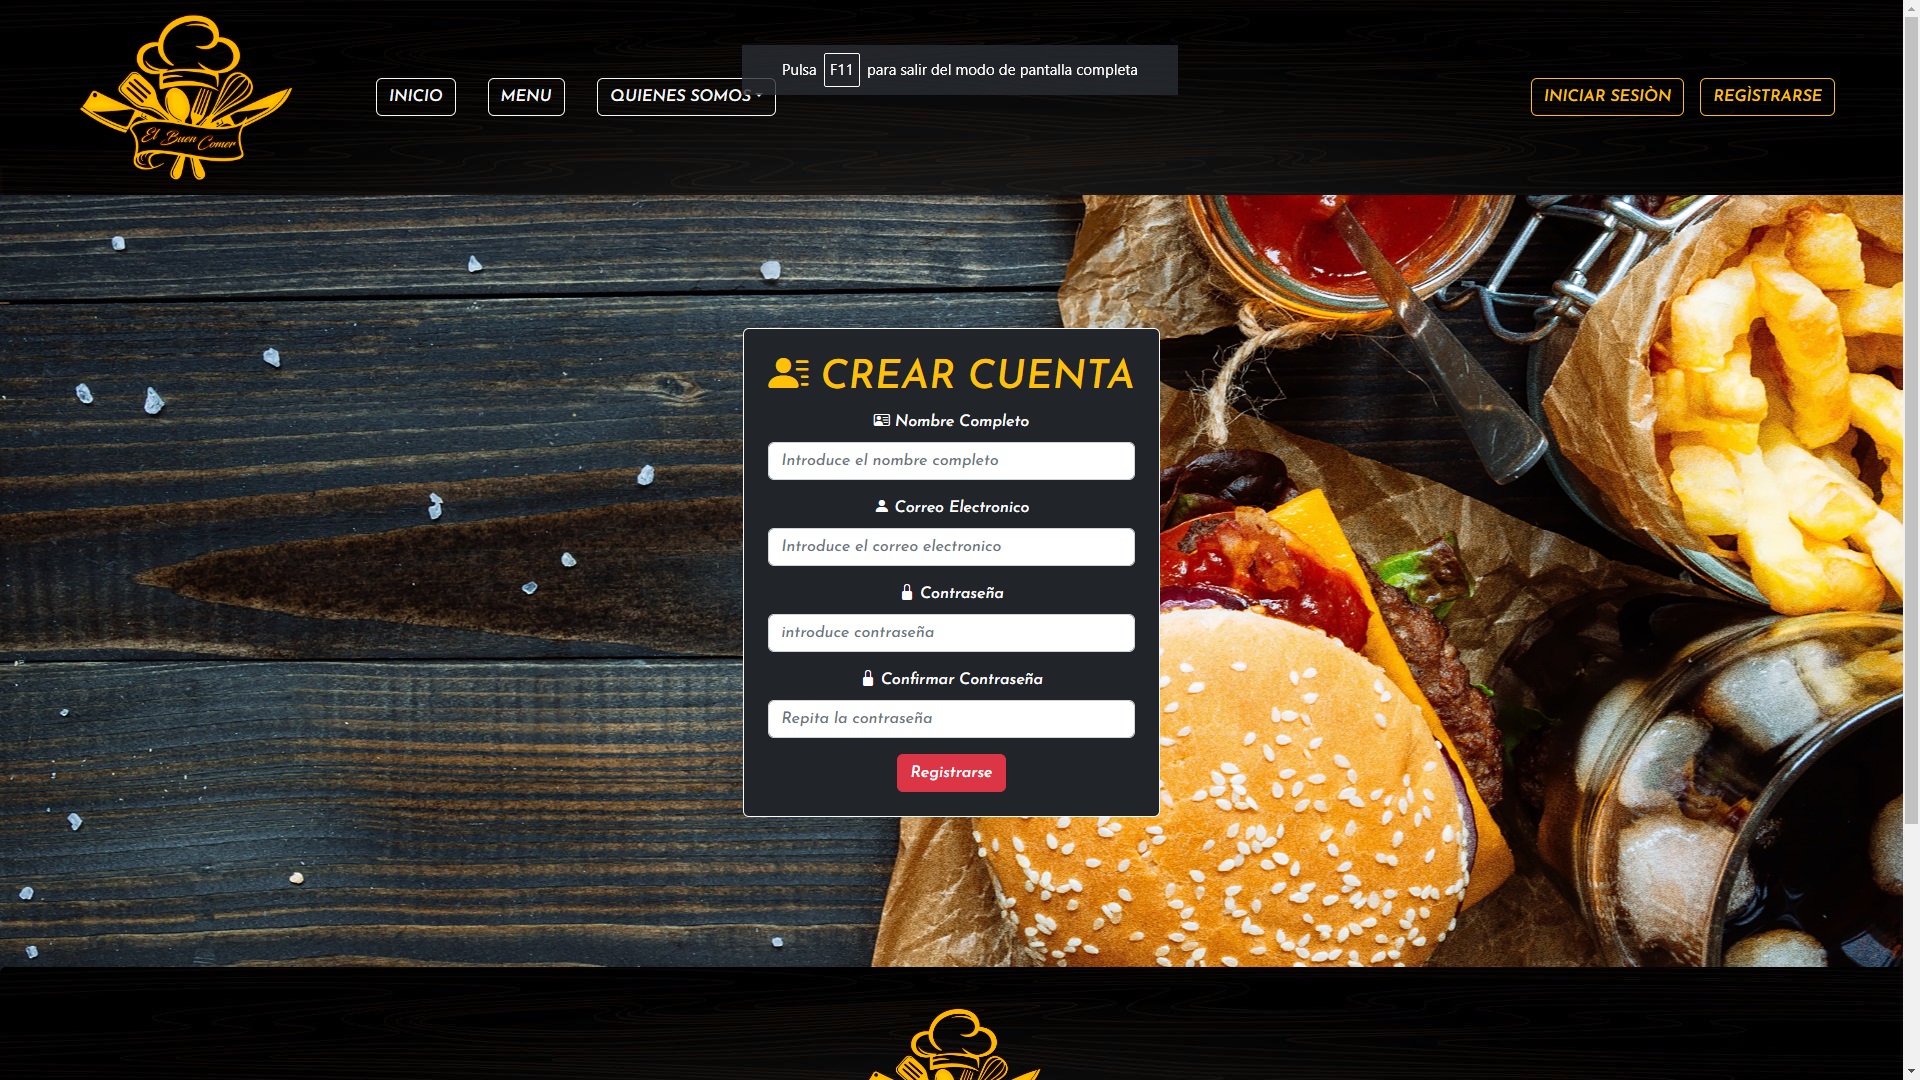 Pulsa F11 para salir del modo de pantalla completa
El Buen Comer
INICIO
MENU
QUIENES SOMOS
INICIAR SESIÒN
REGÌSTRARSE
CREAR CUENTA
Nombre Completo
Introduce el nombre completo
Correo Electronico
Introduce el correo electronico
Contraseña
introduce contraseña
Confirmar Contraseña
Repita la contraseña
Registrarse